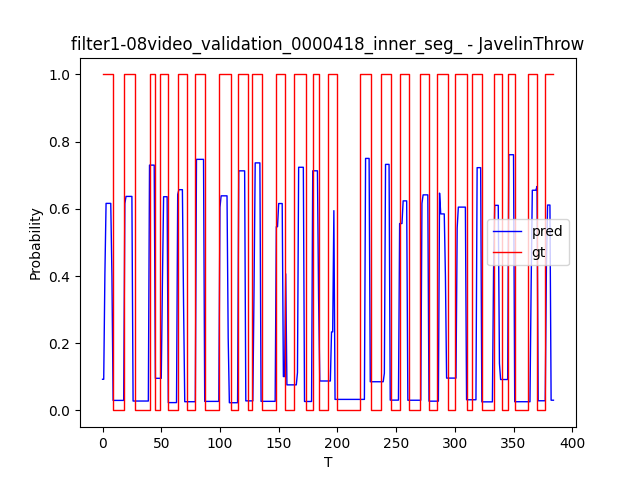 filter1-08video_validation_0000418_inner_seg_ - JavelinThrow
1.0
0.8
0.6
0.4
0.2
0.0
Probability
pred
gt
0 50 100 150 200 250 300 350 400
T